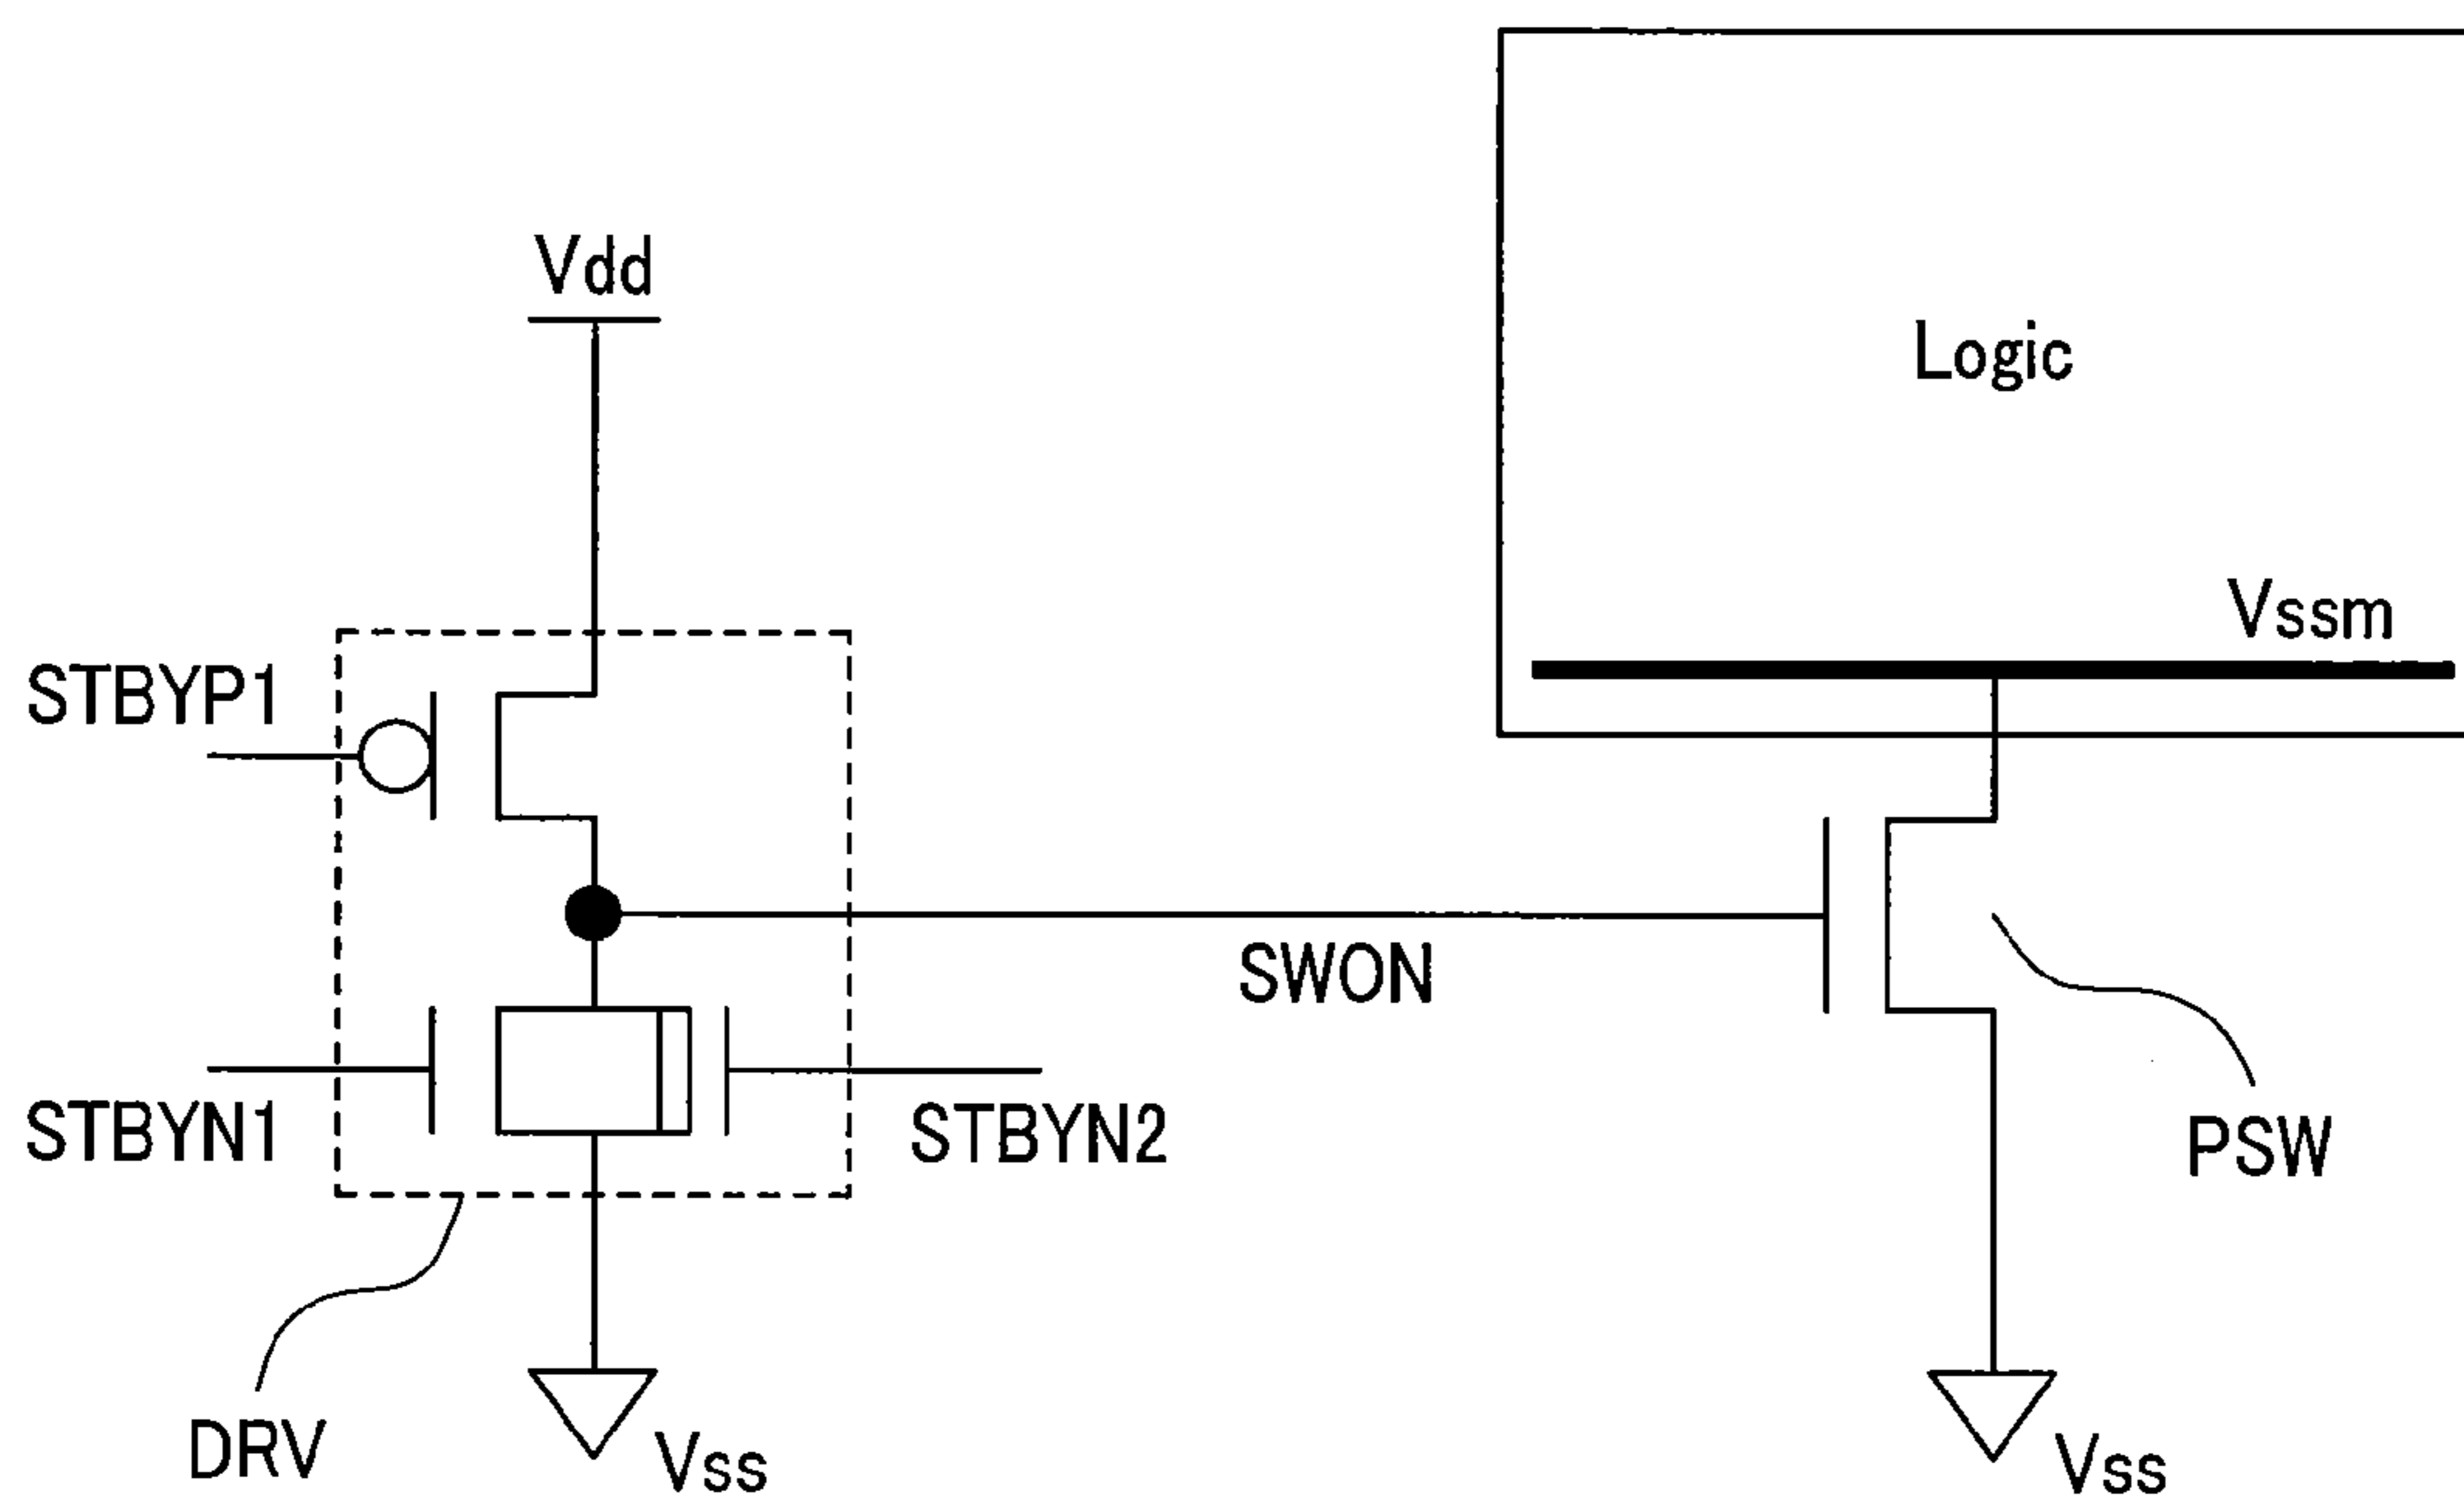 Vdd
Logic
Vssm
STBYP1
SWON
STBYN1
STBYN2
PSW
DRV
Vss
Vss